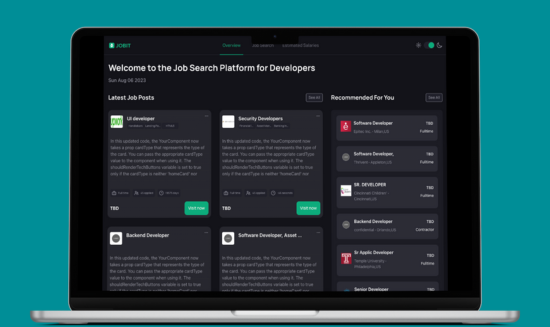 JOBIT
Overview
Job Search
Estimated Salaries
Welcome to the Job Search Platform for Developers
Sun Aug 06 2023
Latest Job Posts
See All
UI developer
In this updated code, the YourComponent now
takes a prop cardType that represents the type of
the card. You can pass the appropriate cardType
value to the component when using it. The
shouldRenderTechButtons variable is set to true
only if the cardType is neither 'homeCard' nor
TBD
Visit now
Security Developers
In this updated code, the YourComponent now
takes a prop cardType that represents the type of
the card. You can pass the appropriate cardType
value to the component when using it. The
shouldRenderTechButtons variable is set to true
only if the cardType is neither 'homeCard' nor
TBD
Visit now
Backend Developer
In this updated code, the YourComponent now
takes a prop cardType that represents the type of
the card. You can pass the appropriate cardType
value to the component when using it. The
shouldRenderTechButtons variable is set to true
Software Developer, Asset ...
In this updated code, the YourComponent now
takes a prop cardType that represents the type of
the card. You can pass the appropriate cardType
value to the component when using it. The
shouldRenderTechButtons variable is set to true
Recommended For You
See All
Software Developer
TBD
Fulltime
Software Developer,
TBD
Fulltime
SR. DEVELOPER
TBD
Fulltime
Backend Developer
TBD
Contractor
Sr Applic Developer
TBD
Temple University -
Philadelphia,US
Fulltime
Senior Developer
TBD